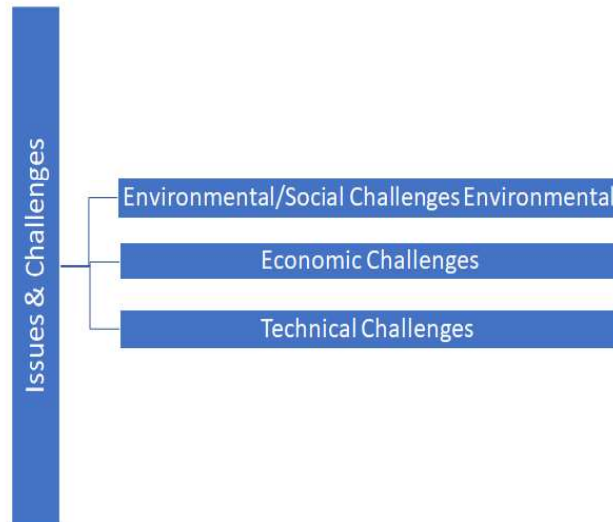 Issues & Challenges
Environmental/Social Challenges Environmental
Economic Challenges
Technical Challenges